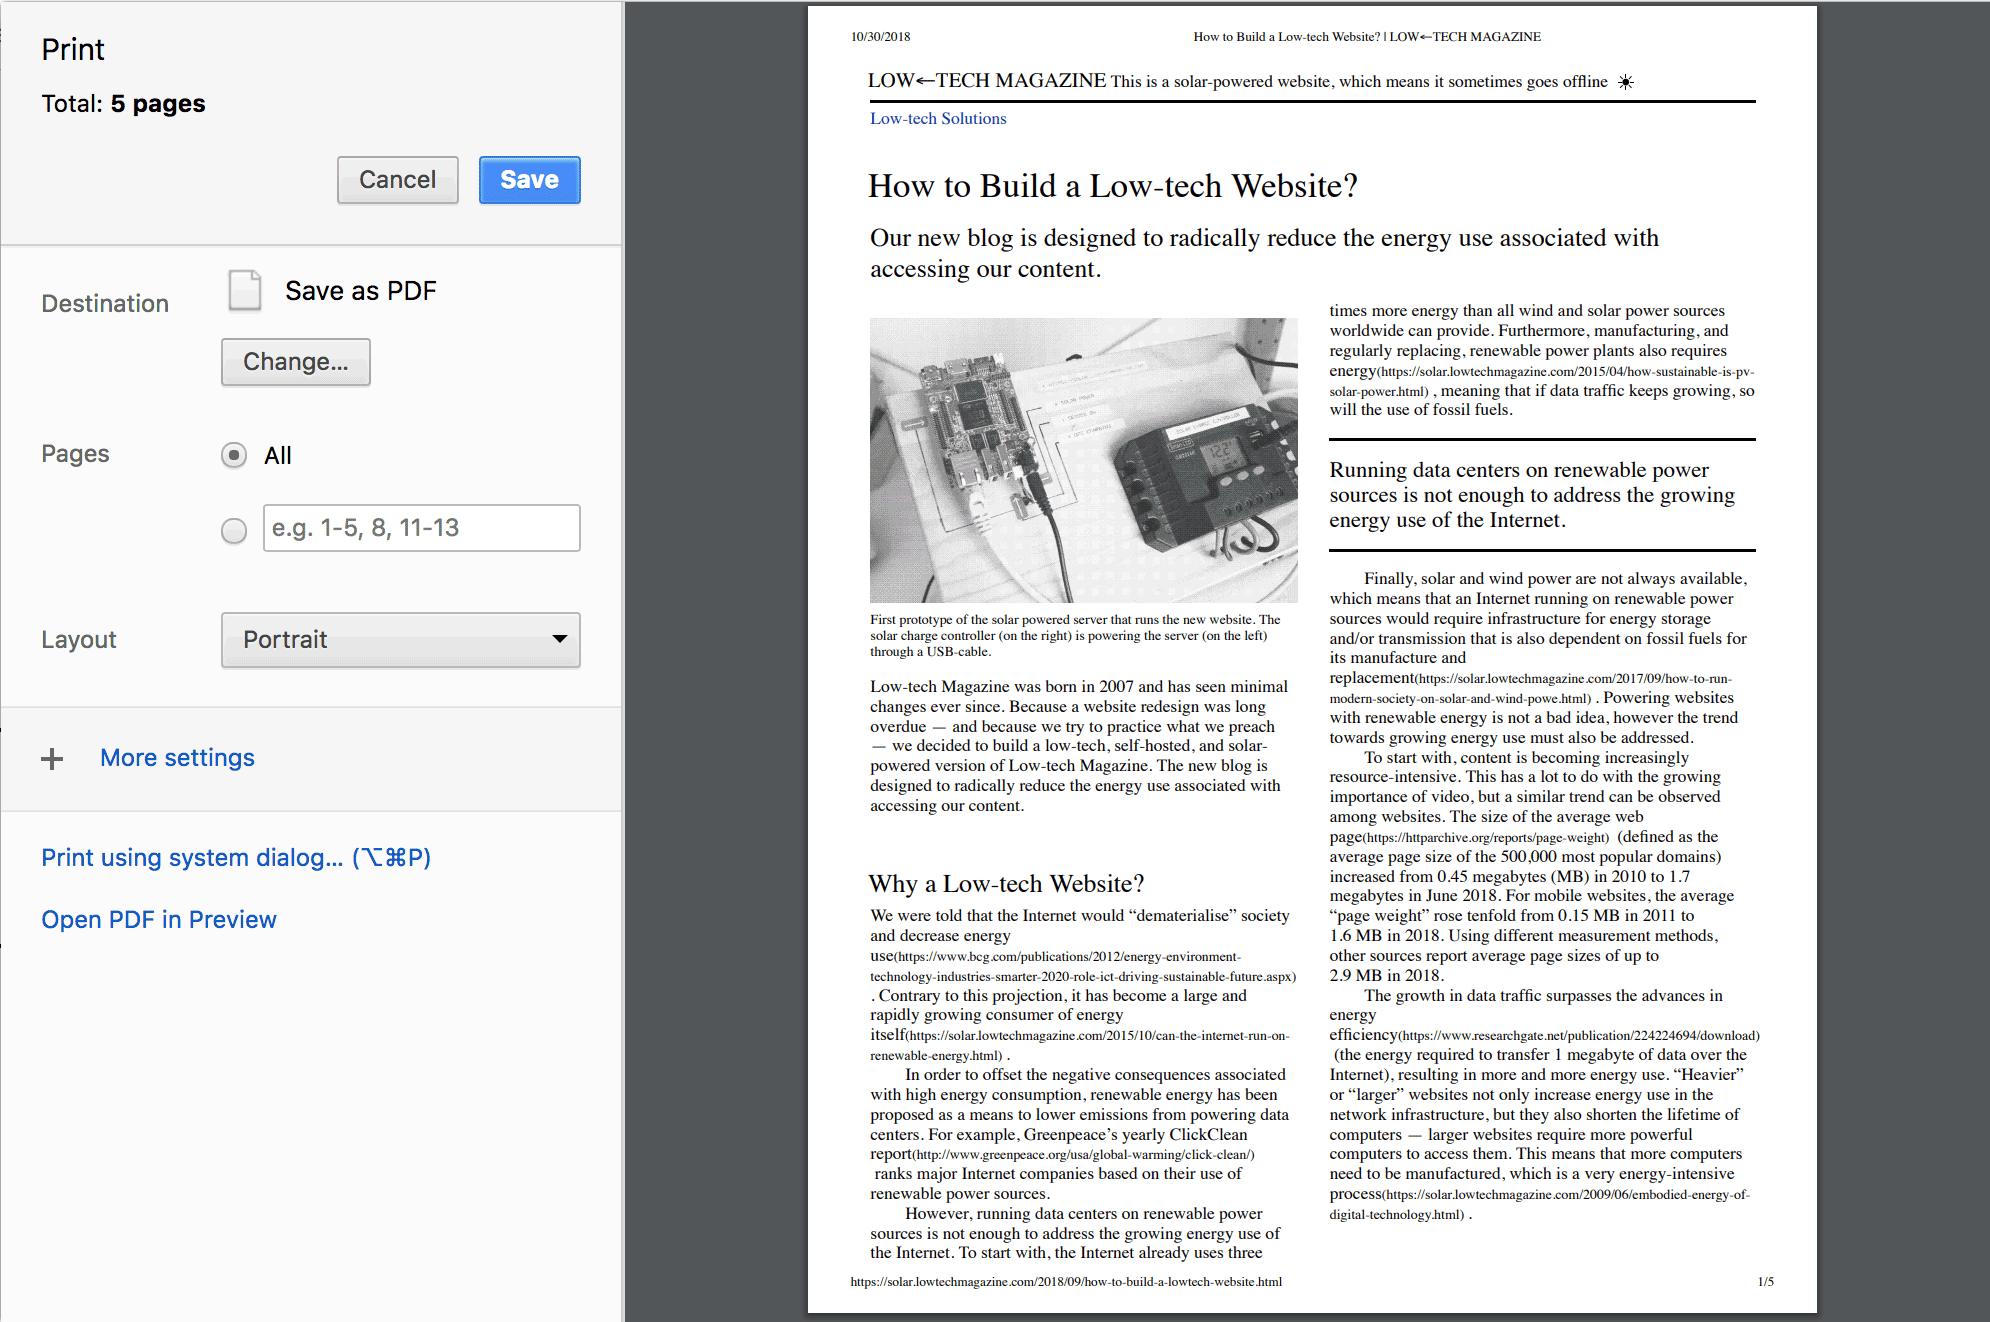 Print
Total: 5 pages
Cancel
Save
Destination
Save as PDF
Change...
Pages
All
e.g. 1-5, 8, 11-13
Layout
Portrait
+ More settings
Print using system dialog... (⌥⌘P)
Open PDF in Preview
10/30/2018
How to Build a Low-tech Website? | LOW←TECH MAGAZINE
LOW←TECH MAGAZINE This is a solar-powered website, which means it sometimes goes offline ☀
Low-tech Solutions
How to Build a Low-tech Website?
Our new blog is designed to radically reduce the energy use associated with
accessing our content.
SOLAR POWER
SOLAR CHARGE CONTROLLER
First prototype of the solar powered server that runs the new website. The
solar charge controller (on the right) is powering the server (on the left)
through a USB-cable.
Low-tech Magazine was born in 2007 and has seen minimal
changes ever since. Because a website redesign was long
overdue — and because we try to practice what we preach
— we decided to build a low-tech, self-hosted, and solar-
powered version of Low-tech Magazine. The new blog is
designed to radically reduce the energy use associated with
accessing our content.
Why a Low-tech Website?
We were told that the Internet would “dematerialise” society
and decrease energy
use(https://www.bcg.com/publications/2012/energy-environment-
technology-industries-smarter-2020-role-ict-driving-sustainable-future.aspx)
. Contrary to this projection, it has become a large and
rapidly growing consumer of energy
itself(https://solar.lowtechmagazine.com/2015/10/can-the-internet-run-on-
renewable-energy.html) .
In order to offset the negative consequences associated
with high energy consumption, renewable energy has been
proposed as a means to lower emissions from powering data
centers. For example, Greenpeace’s yearly ClickClean
report(http://www.greenpeace.org/usa/global-warming/click-clean/)
ranks major Internet companies based on their use of
renewable power sources.
However, running data centers on renewable power
sources is not enough to address the growing energy use of
the Internet. To start with, the Internet already uses three
times more energy than all wind and solar power sources
worldwide can provide. Furthermore, manufacturing, and
regularly replacing, renewable power plants also requires
energy(https://solar.lowtechmagazine.com/2015/04/how-sustainable-is-pv-
solar-power.html) , meaning that if data traffic keeps growing, so
will the use of fossil fuels.
Running data centers on renewable power
sources is not enough to address the growing
energy use of the Internet.
Finally, solar and wind power are not always available,
which means that an Internet running on renewable power
sources would require infrastructure for energy storage
and/or transmission that is also dependent on fossil fuels for
its manufacture and
replacement(https://solar.lowtechmagazine.com/2017/09/how-to-run-
modern-society-on-solar-and-wind-powe.html) . Powering websites
with renewable energy is not a bad idea, however the trend
towards growing energy use must also be addressed.
To start with, content is becoming increasingly
resource-intensive. This has a lot to do with the growing
importance of video, but a similar trend can be observed
among websites. The size of the average web
page(https://httparchive.org/reports/page-weight) (defined as the
average page size of the 500,000 most popular domains)
increased from 0.45 megabytes (MB) in 2010 to 1.7
megabytes in June 2018. For mobile websites, the average
“page weight” rose tenfold from 0.15 MB in 2011 to
1.6 MB in 2018. Using different measurement methods,
other sources report average page sizes of up to
2.9 MB in 2018.
The growth in data traffic surpasses the advances in
energy
efficiency(https://www.researchgate.net/publication/224224694/download)
(the energy required to transfer 1 megabyte of data over the
Internet), resulting in more and more energy use. “Heavier”
or “larger” websites not only increase energy use in the
network infrastructure, but they also shorten the lifetime of
computers — larger websites require more powerful
computers to access them. This means that more computers
need to be manufactured, which is a very energy-intensive
process(https://solar.lowtechmagazine.com/2009/06/embodied-energy-of-
digital-technology.html) .
https://solar.lowtechmagazine.com/2018/09/how-to-build-a-lowtech-website.html
1/5